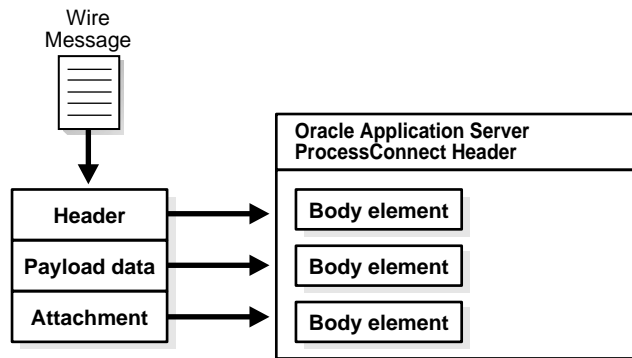 Wire
Message
Oracle Application Server
ProcessConnect Header
Header
Body element
Payload data
Body element
Attachment
Body element